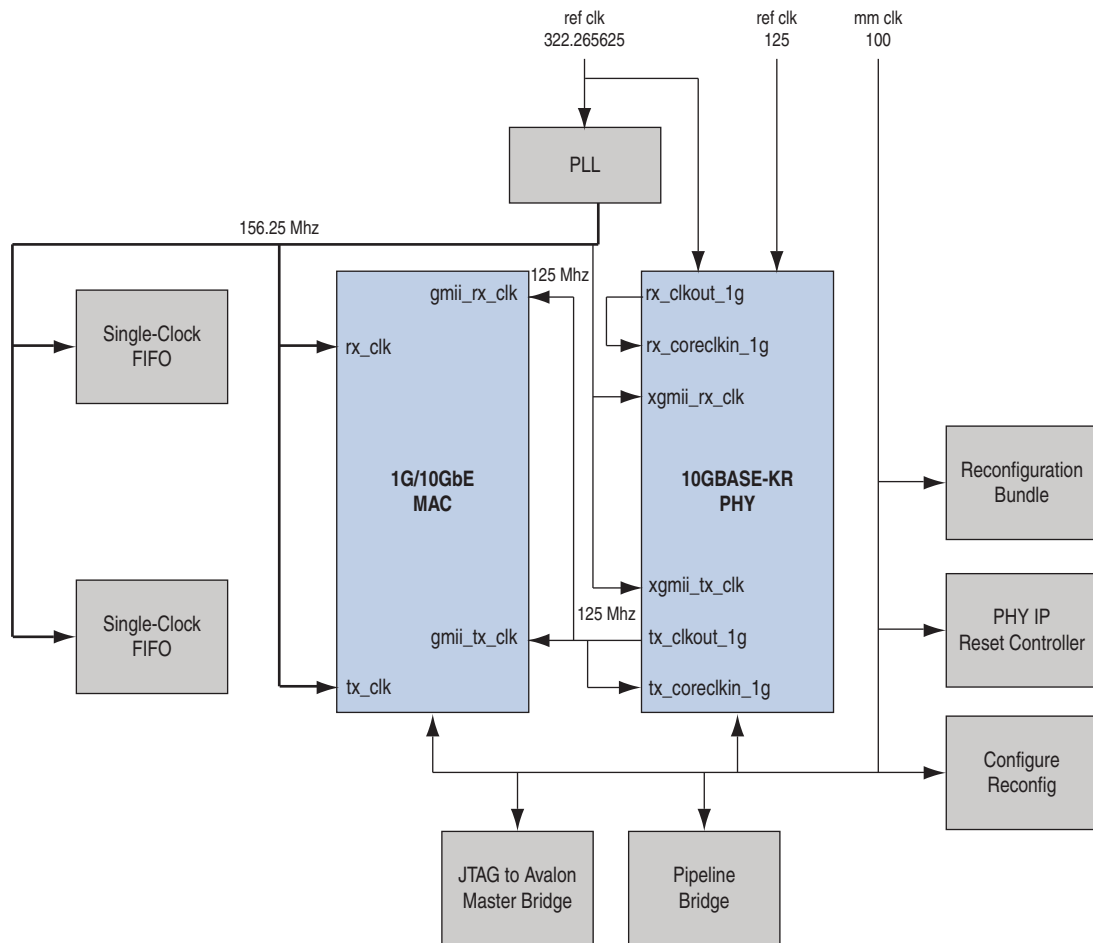 ref clk
322.265625
ref clk
125
mm clk
100
PLL
156.25 Mhz
125 Mhz
gmii_rx_clk
rx_clkout_1g
Single-Clock
FIFO
rx_clk
rx_coreclkin_1g
xgmii_rx_clk
1G/10GbE
MAC
10GBASE-KR
PHY
Reconfiguration
Bundle
xgmii_tx_clk
125 Mhz
Single-Clock
FIFO
gmii_tx_clk
tx_clkout_1g
PHY IP
Reset Controller
tx_clk
tx_coreclkin_1g
Configure
Reconfig
JTAG to Avalon
Master Bridge
Pipeline
Bridge